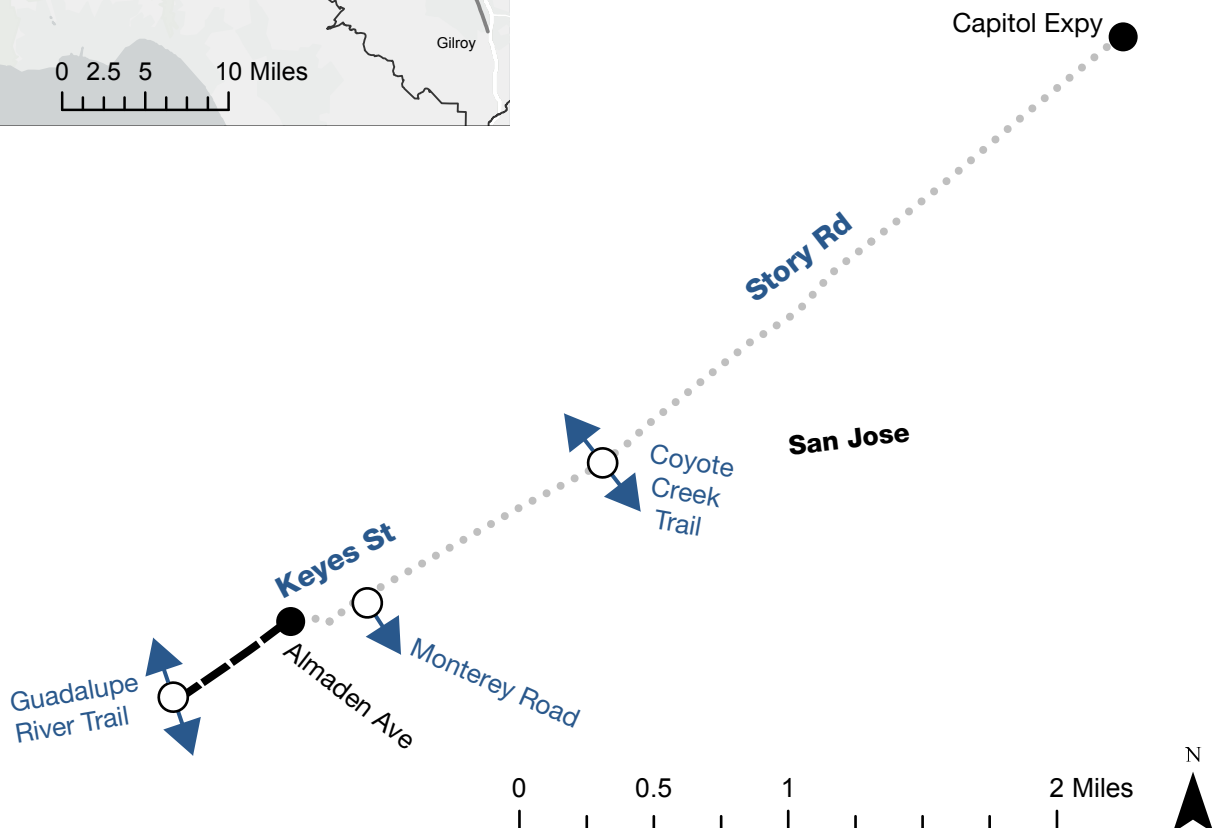 Capitol Expy
Gilroy
0 2.5 5 10 Miles
Story Rd
San Jose
Coyote
Creek
Trail
Keyes St
Almaden Ave
Monterey Road
Guadalupe
River Trail
N
0 0.5 1 2 Miles